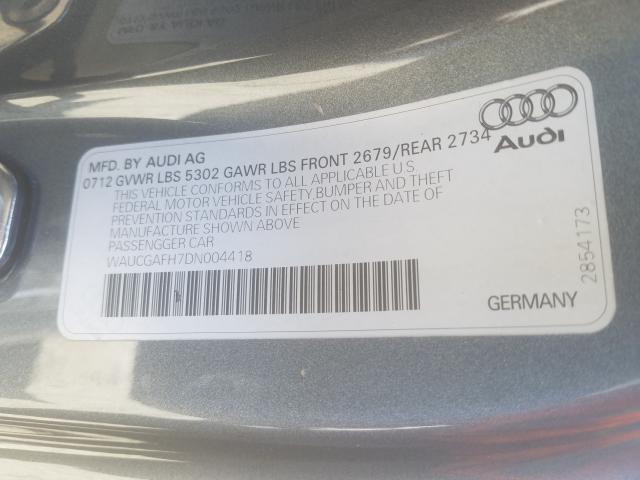 MFD. BY AUDI AG
0712 GVWR LBS 5302 GAWR LBS FRONT 2679/REAR 2734
THIS VEHICLE CONFORMS TO ALL APPLICABLE U.S
FEDERAL MOTOR VEHICLE SAFETY, BUMPER AND THEFT
PREVENTION STANDARDS IN EFFECT ON THE DATE OF
MANUFACTURE SHOWN ABOVE
PASSENGGER CAR
WAUCGAFH7DN004418
Audi
2854173
GERMANY